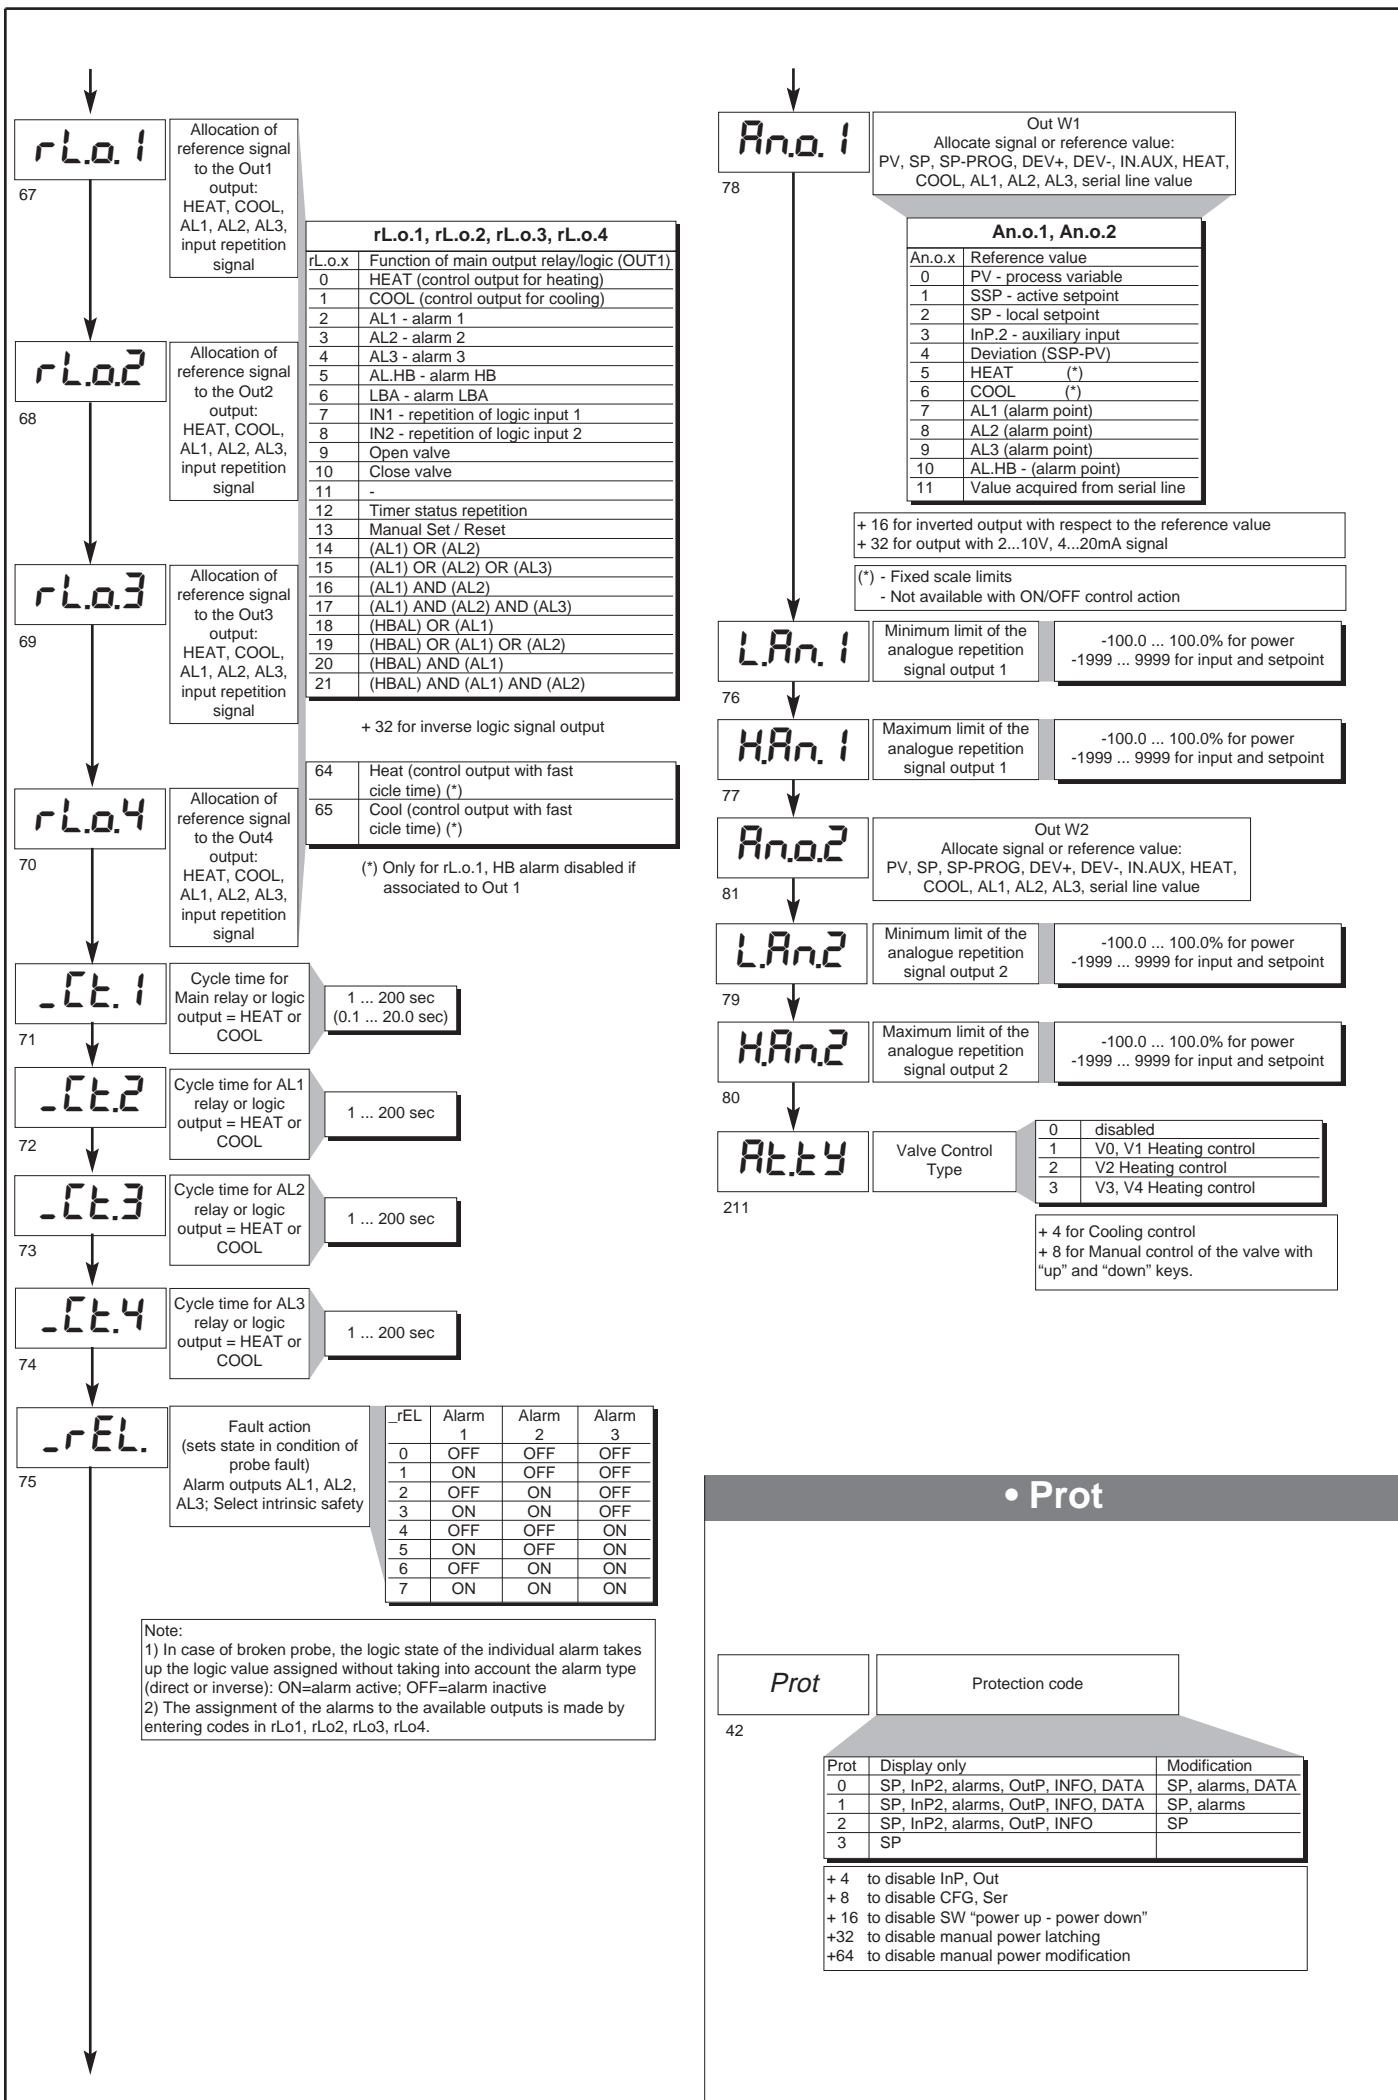 rL.o.1
67
Allocation of
reference signal
to the Out1
output:
HEAT, COOL,
AL1, AL2, AL3,
input repetition
signal
rL.o.2
68
Allocation of
reference signal
to the Out2
output:
HEAT, COOL,
AL1, AL2, AL3,
input repetition
signal
rL.o.3
69
Allocation of
reference signal
to the Out3
output:
HEAT, COOL,
AL1, AL2, AL3,
input repetition
signal
rL.o.4
70
Allocation of
reference signal
to the Out4
output:
HEAT, COOL,
AL1, AL2, AL3,
input repetition
signal
rL.o.1, rL.o.2, rL.o.3, rL.o.4
rL.o.x Function of main output relay/logic (OUT1)
0 HEAT (control output for heating)
1 COOL (control output for cooling)
2 AL1 - alarm 1
3 AL2 - alarm 2
4 AL3 - alarm 3
5 AL.HB - alarm HB
6 LBA - alarm LBA
7 IN1 - repetition of logic input 1
8 IN2 - repetition of logic input 2
9 Open valve
10 Close valve
11 -
12 Timer status repetition
13 Manual Set / Reset
14 (AL1) OR (AL2)
15 (AL1) OR (AL2) OR (AL3)
16 (AL1) AND (AL2)
17 (AL1) AND (AL2) AND (AL3)
18 (HBAL) OR (AL1)
19 (HBAL) OR (AL1) OR (AL2)
20 (HBAL) AND (AL1)
21 (HBAL) AND (AL1) AND (AL2)
+ 32 for inverse logic signal output
64 Heat (control output with fast
cicle time) (*)
65 Cool (control output with fast
cicle time) (*)
(*) Only for rL.o.1, HB alarm disabled if
associated to Out 1
_Ct.1
71
Cycle time for
Main relay or logic
output = HEAT or
COOL
1 ... 200 sec
(0.1 ... 20.0 sec)
_Ct.2
72
Cycle time for AL1
relay or logic
output = HEAT or
COOL
1 ... 200 sec
_Ct.3
73
Cycle time for AL2
relay or logic
output = HEAT or
COOL
1 ... 200 sec
_Ct.4
74
Cycle time for AL3
relay or logic
output = HEAT or
COOL
1 ... 200 sec
_rEL.
75
Fault action
(sets state in condition of
probe fault)
Alarm outputs AL1, AL2,
AL3; Select intrinsic safety
_rEL Alarm Alarm Alarm
1 2 3
0 OFF OFF OFF
1 ON OFF OFF
2 OFF ON OFF
3 ON ON OFF
4 OFF OFF ON
5 ON OFF ON
6 OFF ON ON
7 ON ON ON
Note:
1) In case of broken probe, the logic state of the individual alarm takes
up the logic value assigned without taking into account the alarm type
(direct or inverse): ON=alarm active; OFF=alarm inactive
2) The assignment of the alarms to the available outputs is made by
entering codes in rLo1, rLo2, rLo3, rLo4.
An.o.1
78
Out W1
Allocate signal or reference value:
PV, SP, SP-PROG, DEV+, DEV-, IN.AUX, HEAT,
COOL, AL1, AL2, AL3, serial line value
An.o.1, An.o.2
An.o.x Reference value
0 PV - process variable
1 SSP - active setpoint
2 SP - local setpoint
3 InP.2 - auxiliary input
4 Deviation (SSP-PV)
5 HEAT (*)
6 COOL (*)
7 AL1 (alarm point)
8 AL2 (alarm point)
9 AL3 (alarm point)
10 AL.HB - (alarm point)
11 Value acquired from serial line
+ 16 for inverted output with respect to the reference value
+ 32 for output with 2...10V, 4...20mA signal
(*) - Fixed scale limits
- Not available with ON/OFF control action
L.An.1
76
Minimum limit of the
analogue repetition
signal output 1
-100.0 ... 100.0% for power
-1999 ... 9999 for input and setpoint
H.An.1
77
Maximum limit of the
analogue repetition
signal output 1
-100.0 ... 100.0% for power
-1999 ... 9999 for input and setpoint
An.o.2
81
Out W2
Allocate signal or reference value:
PV, SP, SP-PROG, DEV+, DEV-, IN.AUX, HEAT,
COOL, AL1, AL2, AL3, serial line value
L.An.2
79
Minimum limit of the
analogue repetition
signal output 2
-100.0 ... 100.0% for power
-1999 ... 9999 for input and setpoint
H.An.2
80
Maximum limit of the
analogue repetition
signal output 2
-100.0 ... 100.0% for power
-1999 ... 9999 for input and setpoint
At.ty
211
Valve Control
Type
0 disabled
1 V0, V1 Heating control
2 V2 Heating control
3 V3, V4 Heating control
+ 4 for Cooling control
+ 8 for Manual control of the valve with
“up” and “down” keys.
• Prot
Prot
42
Protection code
Prot Display only Modification
0 SP, InP2, alarms, OutP, INFO, DATA SP, alarms, DATA
1 SP, InP2, alarms, OutP, INFO, DATA SP, alarms
2 SP, InP2, alarms, OutP, INFO SP
3 SP
+ 4 to disable InP, Out
+ 8 to disable CFG, Ser
+ 16 to disable SW “power up - power down”
+32 to disable manual power latching
+64 to disable manual power modification